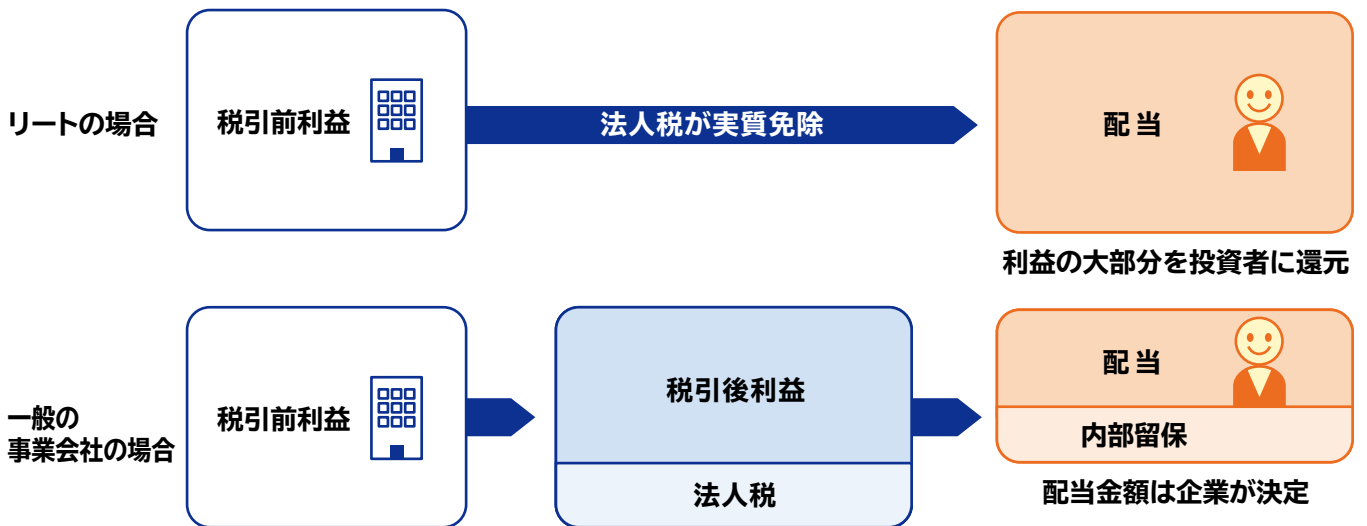 リートの場合
税引前利益
法人税が実質免除
配当
利益の大部分を投資者に還元
一般の
事業会社の場合
税引前利益
税引後利益
法人税
配当
内部留保
配当金額は企業が決定